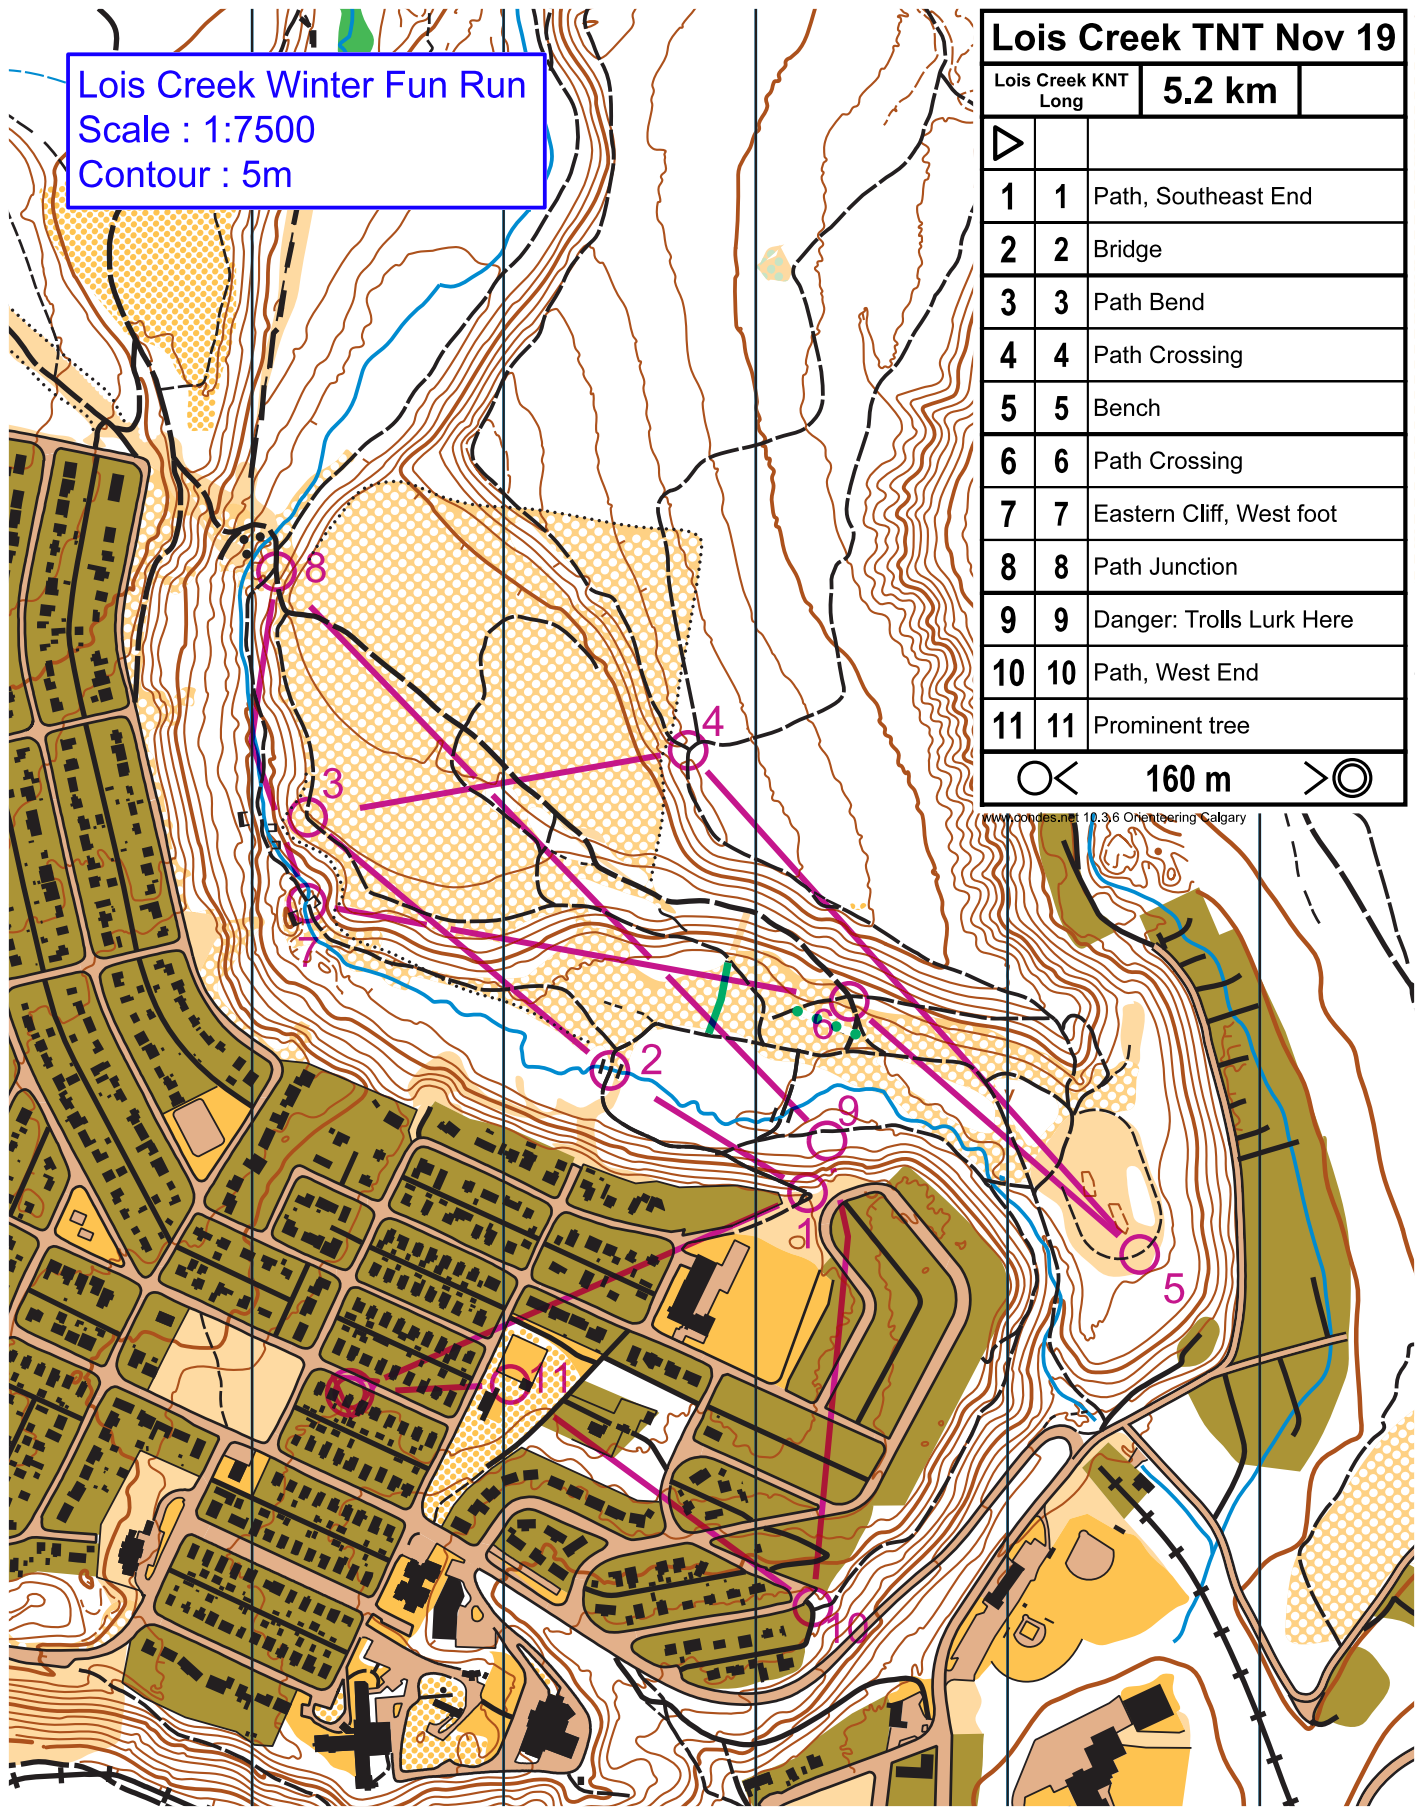 Lois Creek Winter Fun Run
Scale : 1:7500
Contour : 5m
Lois Creek TNT Nov 19
Lois Creek KNT Long 5.2 km
1 1 Path, Southeast End
2 2 Bridge
3 3 Path Bend
4 4 Path Crossing
5 5 Bench
6 6 Path Crossing
7 7 Eastern Cliff, West foot
8 8 Path Junction
9 9 Danger: Trolls Lurk Here
10 10 Path, West End
11 11 Prominent tree
160 m
www.condes.net 10.3.6 Orienteering Calgary
8
4
3
7
6
2
9
1
5
11
10